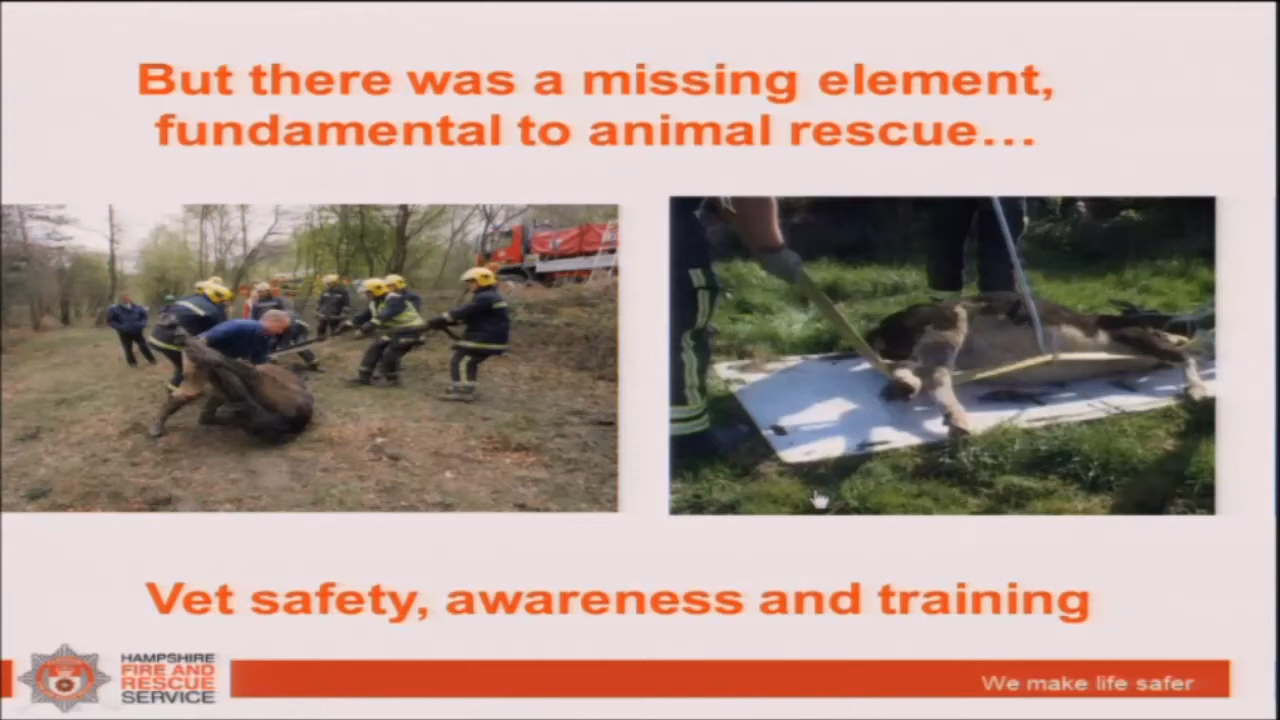 But there was a missing element,
fundamental to animal rescue...
Vet safety, awareness and training
HAMPSHIRE
FIRE AND
RESCUE
SERVICE
We make life safer